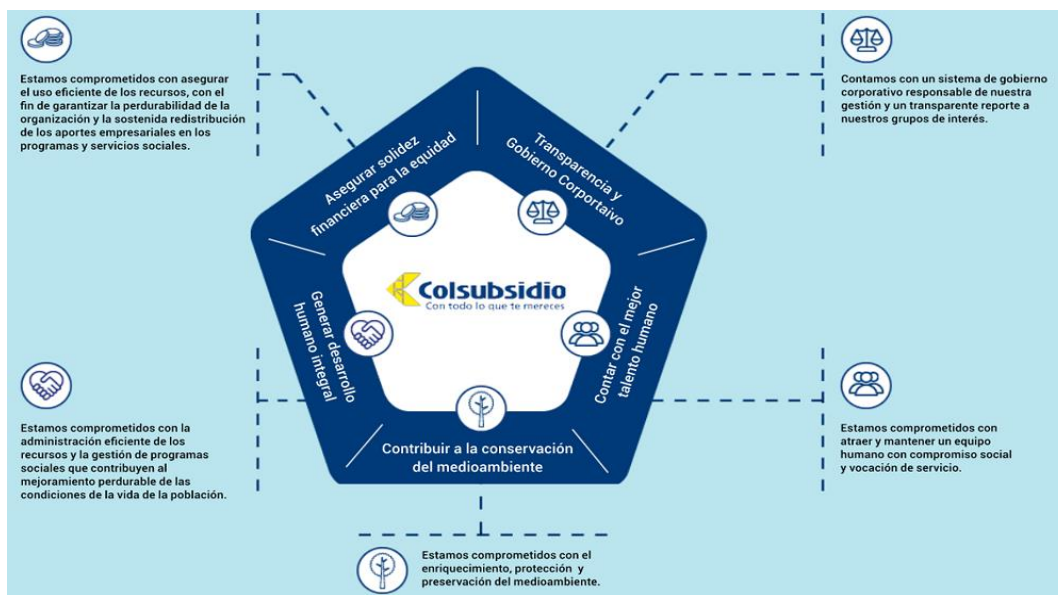 Estamos comprometidos con asegurar
el uso eficiente de los recursos, con el
fin de garantizar la perdurabilidad de la
organización y la sostenida redistribución
de los aportes empresariales en los
programas y servicios sociales.
Contamos con un sistema de gobierno
corporativo responsable de nuestra
gestión y un transparente reporte a
nuestros grupos de interés.
Asegurar solidez
financiera para la equidad
Transparencia y
Gobierno Corportaivo
Colsubsidio
Con todo lo que te mereces
Generar desarrollo
humano integral
Contar con el mejor
talento humano
Contribuir a la conservación
del medioambiente
Estamos comprometidos con la
administración eficiente de los
recursos y la gestión de programas
sociales que contribuyen al
mejoramiento perdurable de las
condiciones de la vida de la población.
Estamos comprometidos con
atraer y mantener un equipo
humano con compromiso social
y vocación de servicio.
Estamos comprometidos con el
enriquecimiento, protección y
preservación del medioambiente.